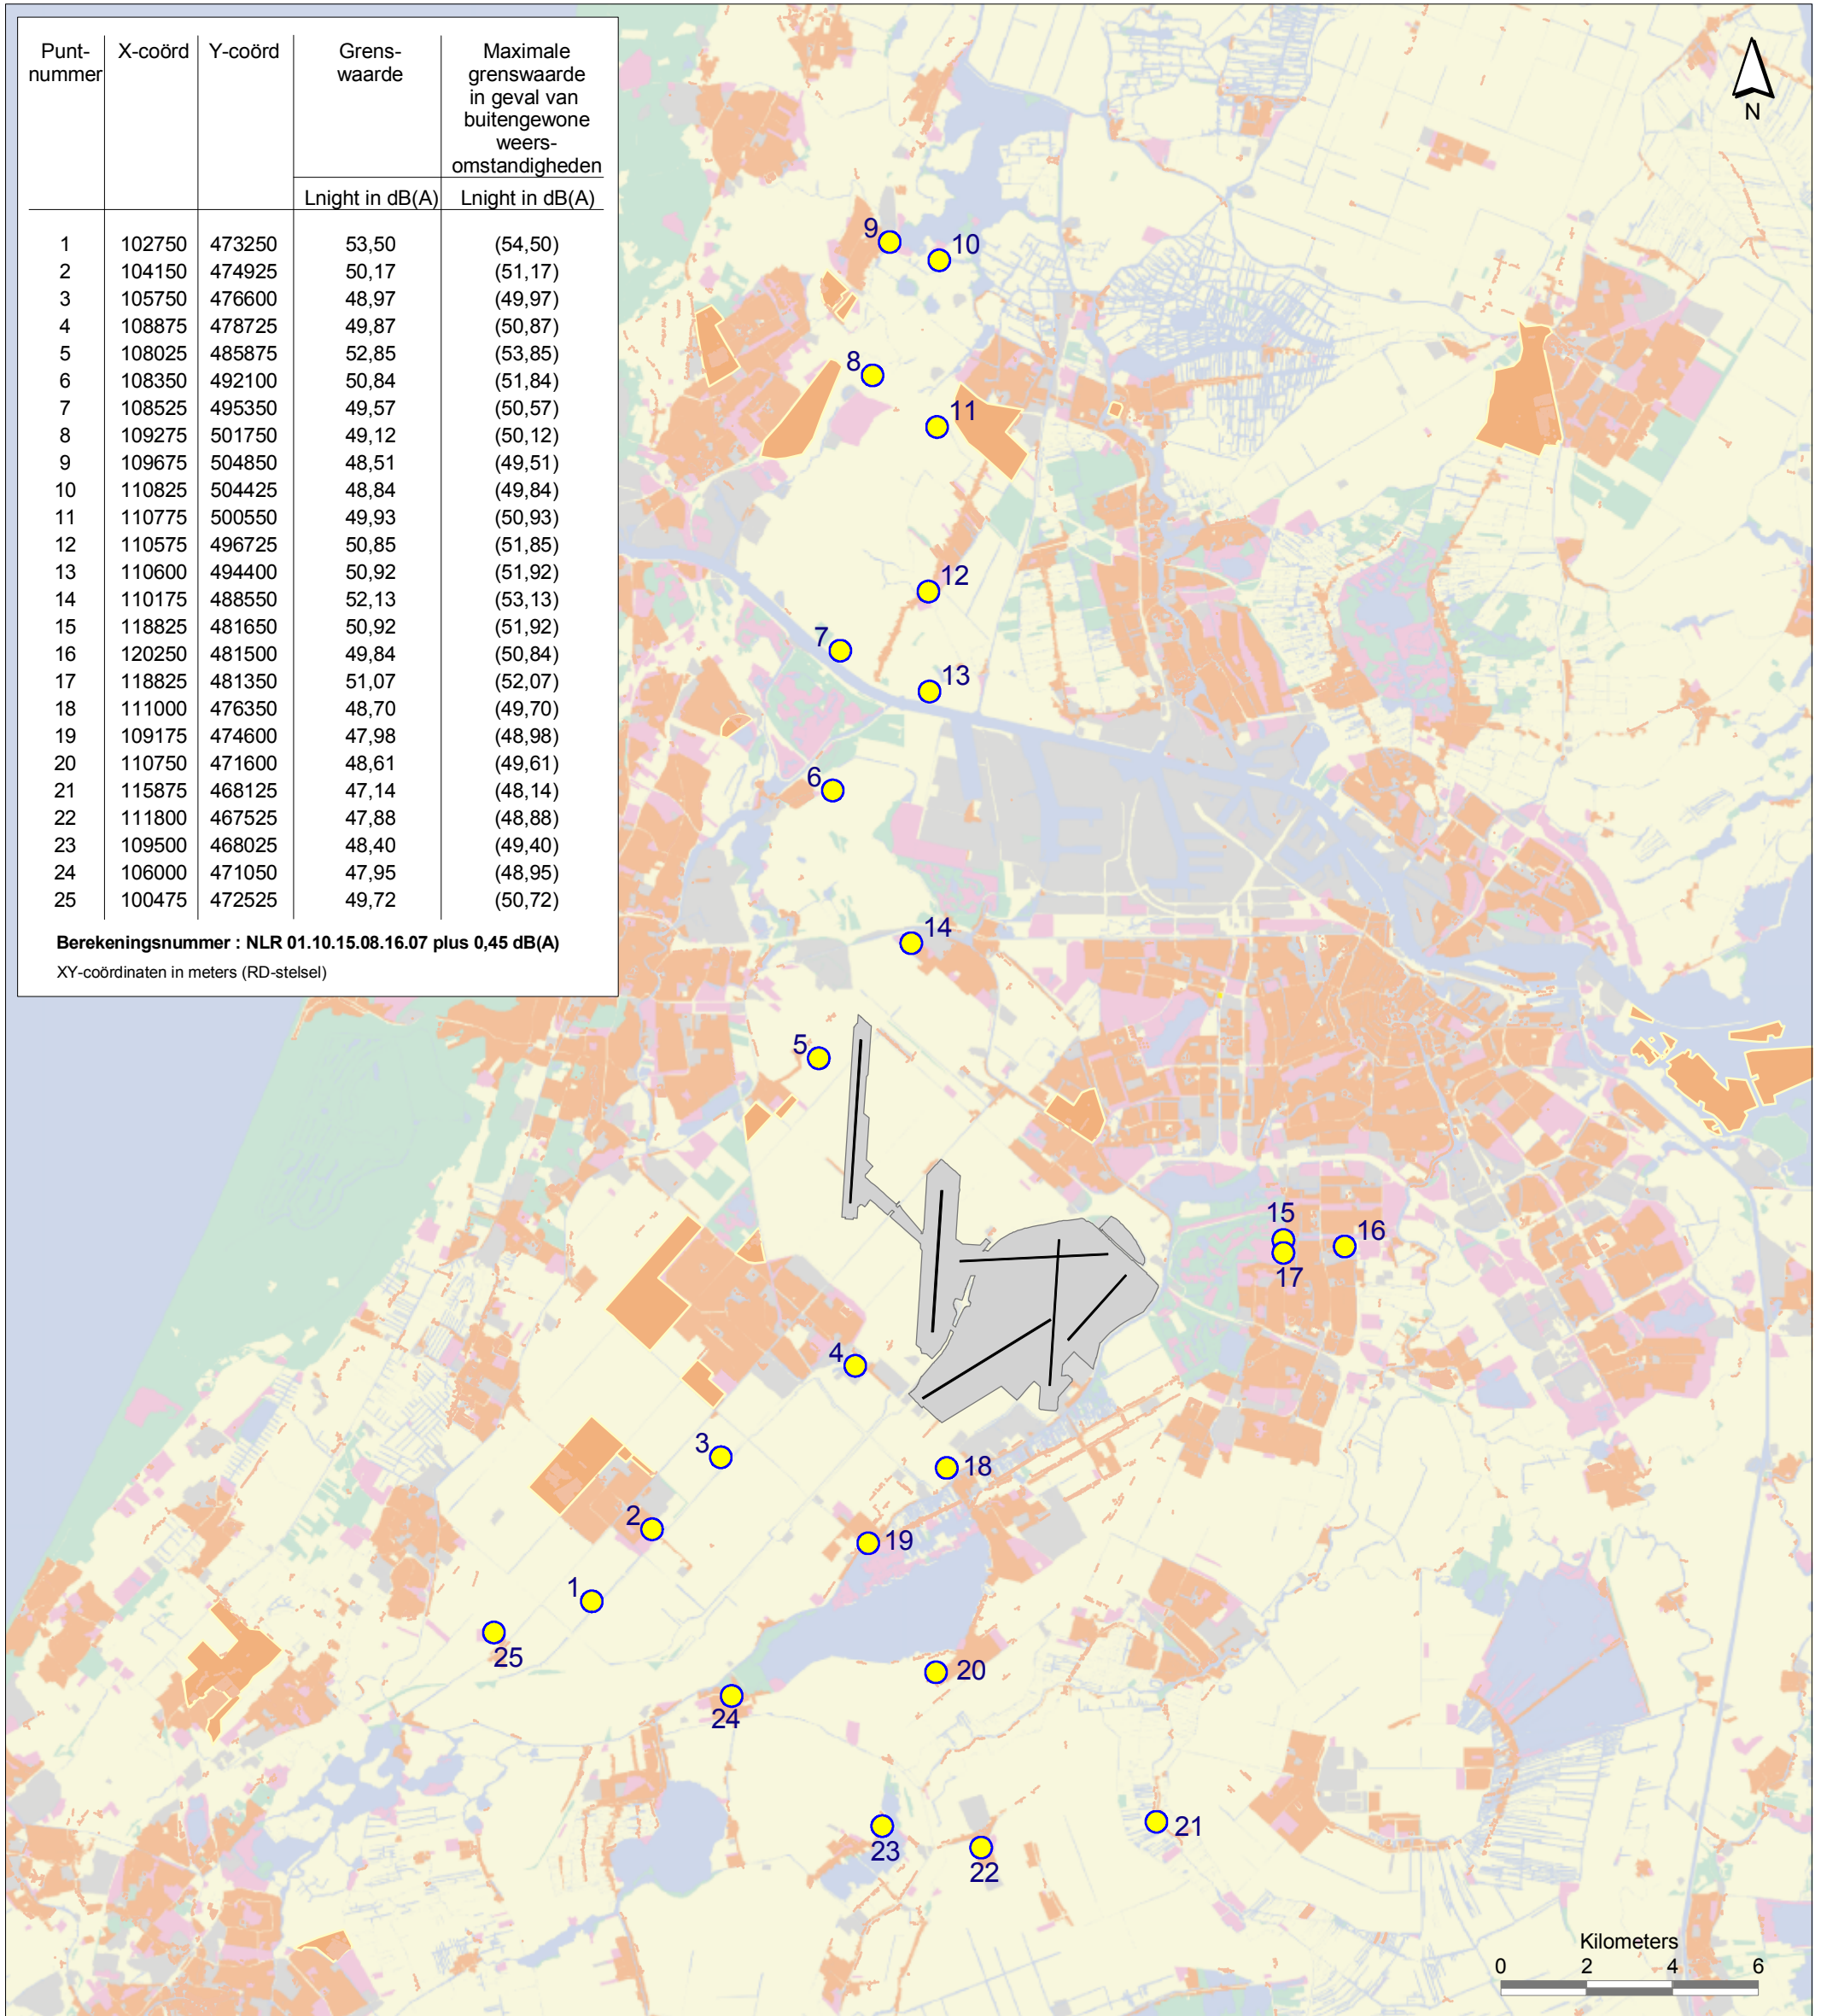 Punt- X-coörd Y-coörd Grens- Maximale
nummer waarde grenswaarde
in geval van
buitengewone
weers-
omstandigheden
Lnight in dB(A) Lnight in dB(A)
1 102750 473250 53,50 (54,50)
2 104150 474925 50,17 (51,17)
3 105750 476600 48,97 (49,97)
4 108875 478725 49,87 (50,87)
5 108025 485875 52,85 (53,85)
6 108350 492100 50,84 (51,84)
7 108525 495350 49,57 (50,57)
8 109275 501750 49,12 (50,12)
9 109675 504850 48,51 (49,51)
10 110825 504425 48,84 (49,84)
11 110775 500550 49,93 (50,93)
12 110575 496725 50,85 (51,85)
13 110600 494400 50,92 (51,92)
14 110175 488550 52,13 (53,13)
15 118825 481650 50,92 (51,92)
16 120250 481500 49,84 (50,84)
17 118825 481350 51,07 (52,07)
18 111000 476350 48,70 (49,70)
19 109175 474600 47,98 (48,98)
20 110750 471600 48,61 (49,61)
21 115875 468125 47,14 (48,14)
22 111800 467525 47,88 (48,88)
23 109500 468025 48,40 (49,40)
24 106000 471050 47,95 (48,95)
25 100475 472525 49,72 (50,72)
Berekeningsnummer : NLR 01.10.15.08.16.07 plus 0,45 dB(A)
XY-coördinaten in meters (RD-stelsel)
N
9
10
8
11
12
7
13
6
14
5
15
16
17
4
3
18
2
19
1
25
20
24
21
23
22
Kilometers
0 2 4 6